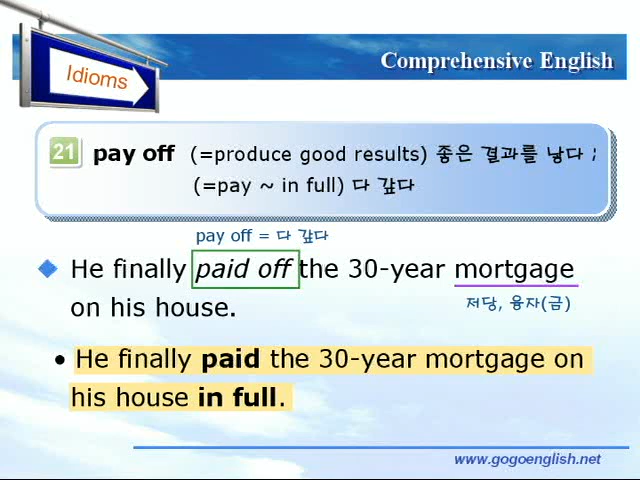 Idioms
Comprehensive English
21 pay off (=produce good results) 좋은 결과를 낳다 ;
(=pay ~ in full) 다 갚다
pay off = 다 갚다
He finally paid off the 30-year mortgage
on his house.
저당, 융자(금)
• He finally paid the 30-year mortgage on
his house in full.
www.gogoenglish.net